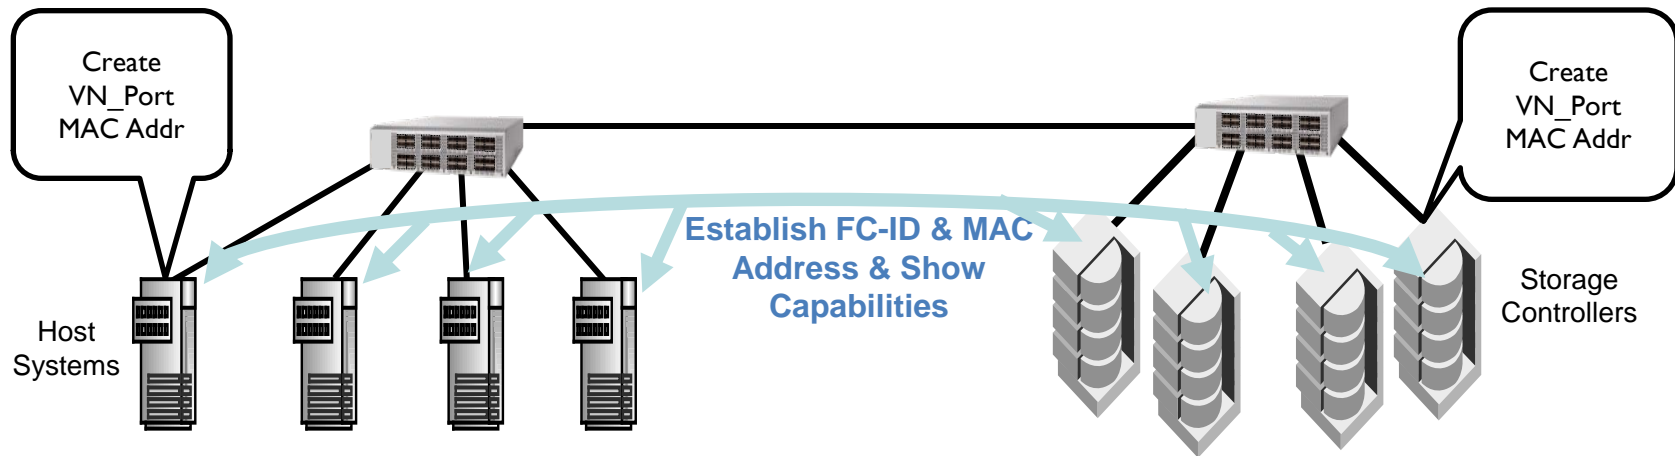 Create
VN_Port
MAC Addr
Create
VN_Port
MAC Addr
Establish FC-ID & MAC
Address & Show
Capabilities
Host
Systems
Storage
Controllers